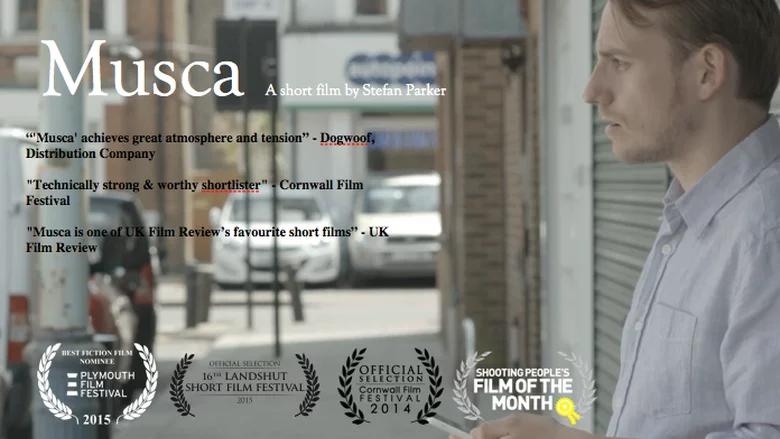 Musca A short film by Stefan Parker
“'Musca' achieves great atmosphere and tension” - Dogwoof,
Distribution Company
"Technically strong & worthy shortlister" - Cornwall Film
Festival
"Musca is one of UK Film Review’s favourite short films” - UK
Film Review
BEST FICTION FILM
NOMINEE
PLYMOUTH
FILM
FESTIVAL
2015
OFFICIAL SELECTION
16TH LANDSHUT
SHORT FILM FESTIVAL
2015
OFFICIAL
SELECTION
Cornwall Film
FESTIVAL
2014
SHOOTING PEOPLE'S
FILM OF THE
MONTH